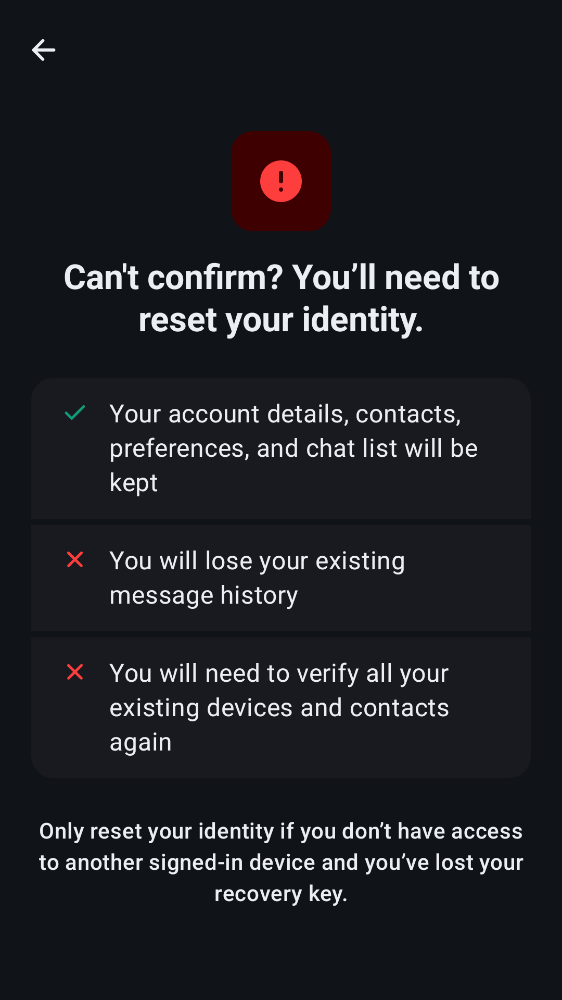 Can't confirm? You’ll need to
reset your identity.
Your account details, contacts,
preferences, and chat list will be
kept
You will lose your existing
message history
You will need to verify all your
existing devices and contacts
again
Only reset your identity if you don’t have access
to another signed-in device and you’ve lost your
recovery key.